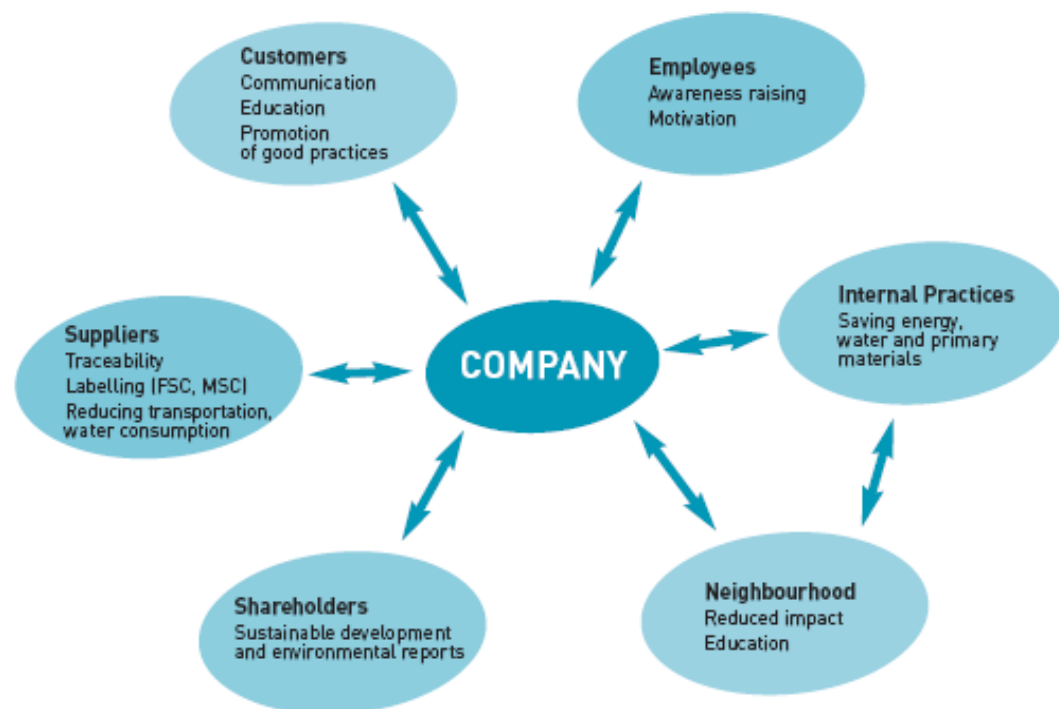 Customers
Communication
Education
Promotion
of good practices
Employees
Awareness raising
Motivation
Suppliers
Traceability
Labelling (FSC, MSC)
Reducing transportation,
water consumption
COMPANY
Internal Practices
Saving energy,
water and primary
materials
Shareholders
Sustainable development
and environmental reports
Neighbourhood
Reduced impact
Education